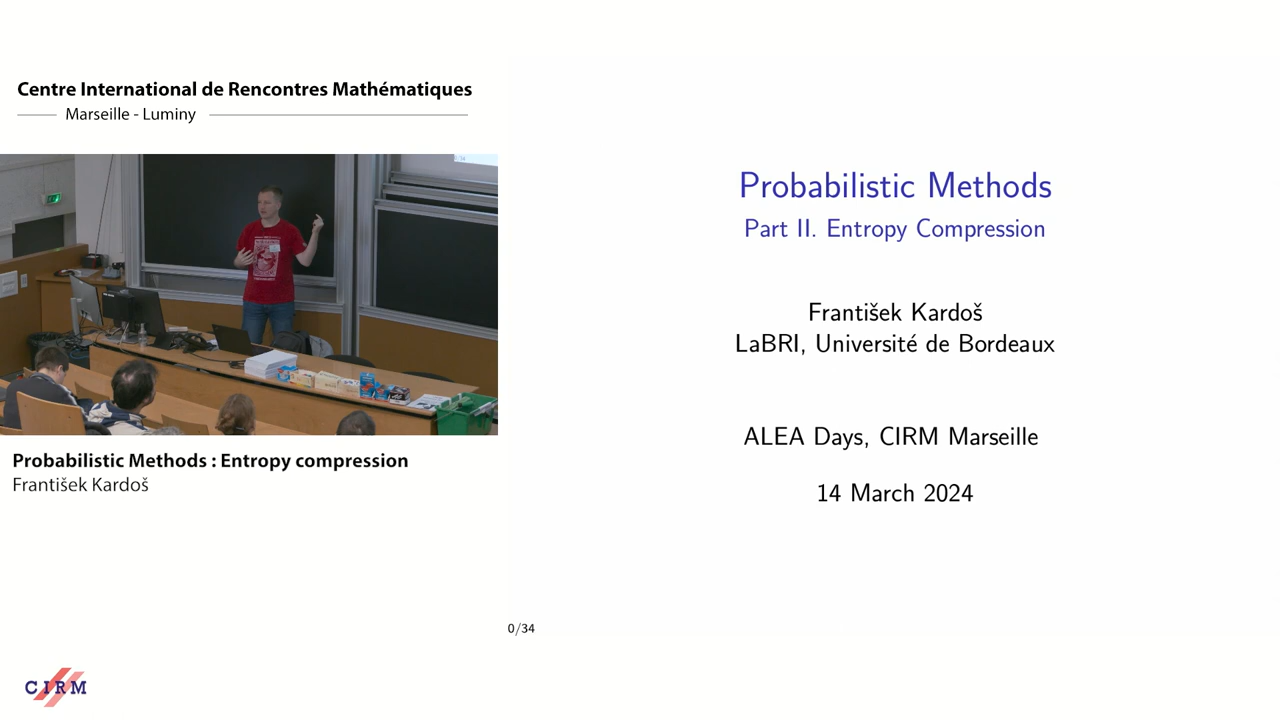 Centre International de Rencontres Mathématiques
Marseille - Luminy
Probabilistic Methods : Entropy compression
František Kardoš
Probabilistic Methods
Part II. Entropy Compression
František Kardoš
LaBRI, Université de Bordeaux
ALEA Days, CIRM Marseille
14 March 2024
0/34
CIRM